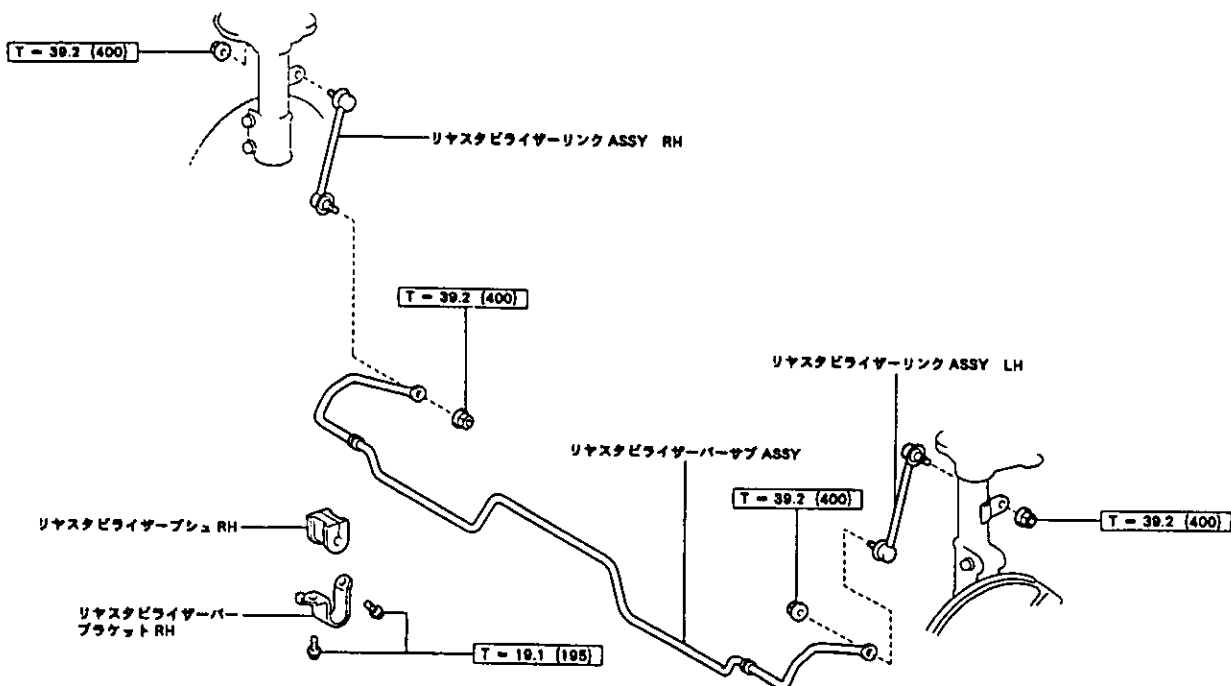 T = 39.2 {400}
リヤスタビライザーリンク ASSY RH
T = 39.2 {400}
リヤスタビライザーリンク ASSY LH
リヤスタビライザーバーサブ ASSY
T = 39.2 {400}
T = 39.2 {400}
リヤスタビライザーブシュ RH
リヤスタビライザーバー
ブラケット RH
T = 19.1 {195}